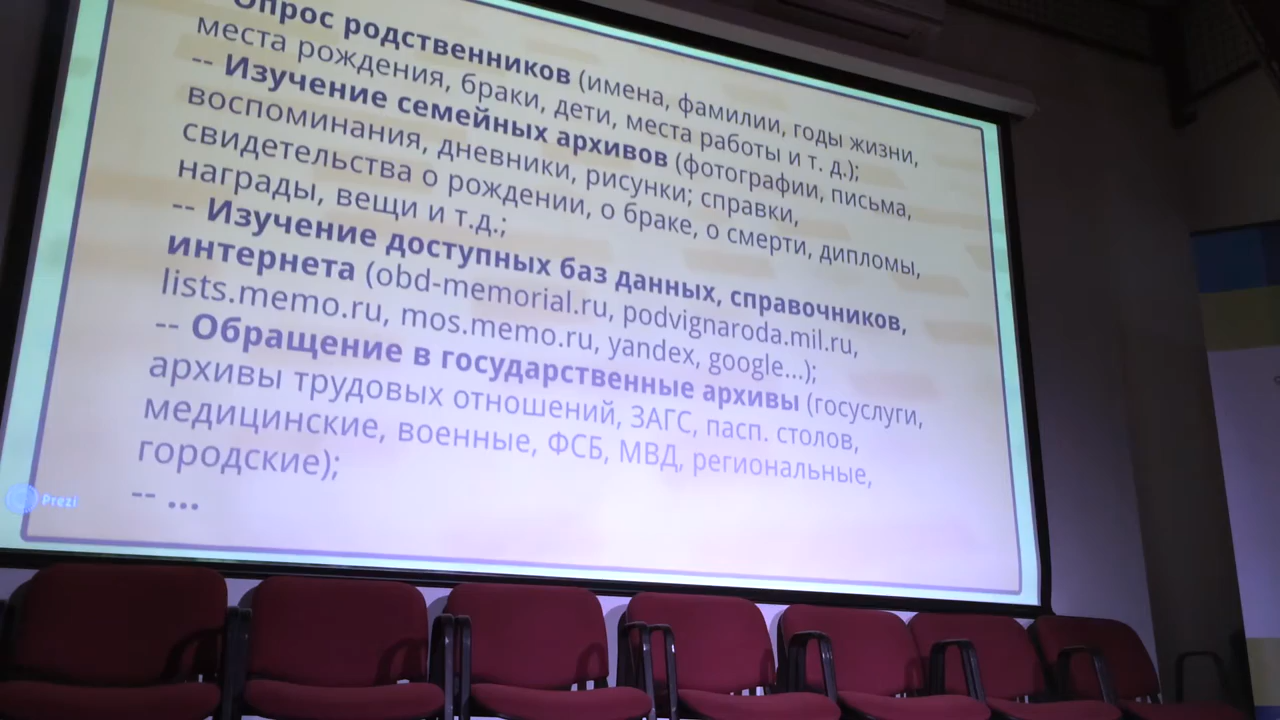 Опрос родственников (имена, фамилии, годы жизни,
места рождения, браки, дети, места работы и т. д.);
-- Изучение семейных архивов (фотографии, письма,
воспоминания, дневники, рисунки; справки,
свидетельства о рождении, о браке, о смерти, дипломы,
награды, вещи и т.д.;
-- Изучение доступных баз данных, справочников,
интернета (obd-memorial.ru, podvignaroda.mil.ru,
lists.memo.ru, mos.memo.ru, yandex, google...);
-- Обращение в государственные архивы (госуслуги,
архивы трудовых отношений, ЗАГС, пасп. столов,
медицинские, военные, ФСБ, МВД, региональные,
городские);
-- ...
Prezi